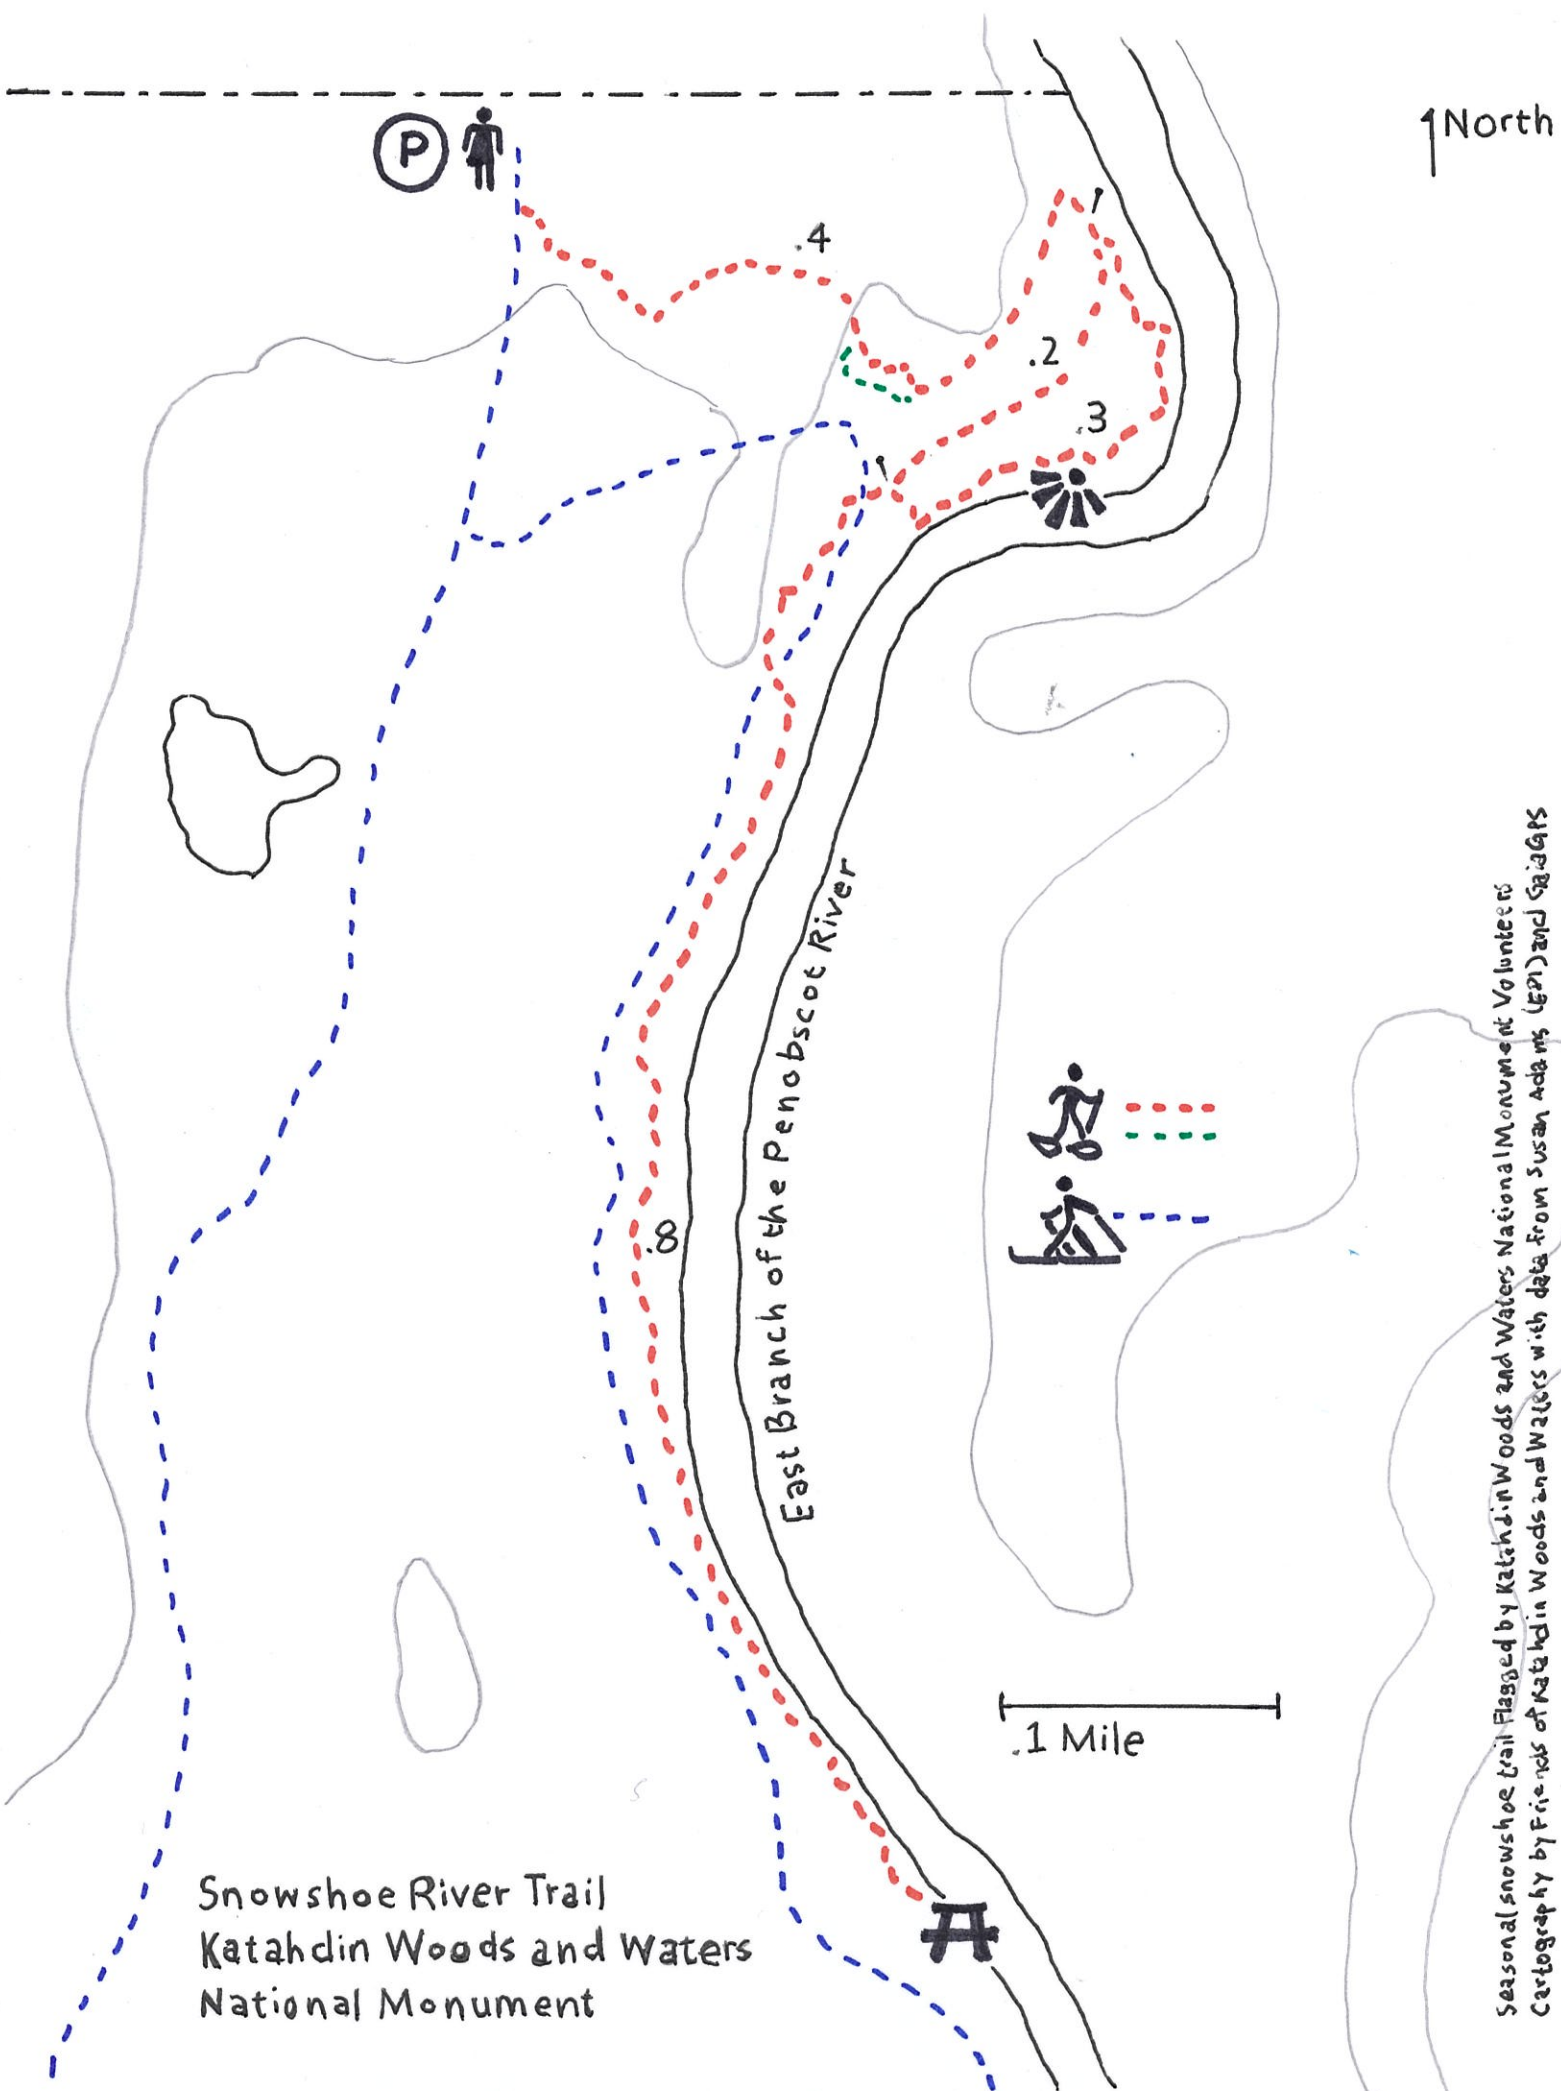 North
P
.4
.2
.3
East Branch of the Penobscot River
.8
.1 Mile
Snowshoe River Trail
Katahdin Woods and Waters
National Monument
Seasonal snowshoe trail Flagged by Katahdin Woods and Waters National Monument Volunteers
Cartography by Friends of Katahdin Woods and Waters with data from Susan Adams (EPI) and GaiaGPS